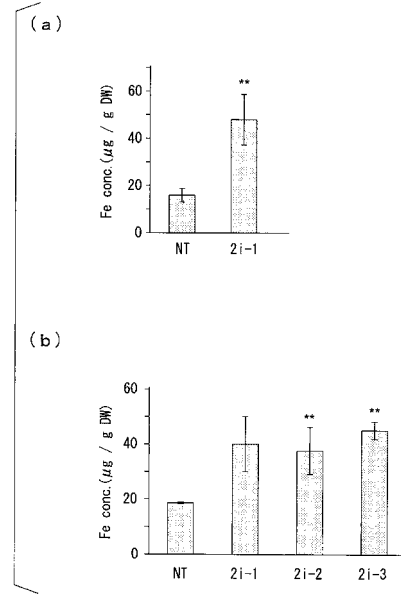 (a)
Fe conc.(μg / g DW)
60
40
20
0
**
NT
2i-1
(b)
Fe conc.(μg / g DW)
60
40
20
0
**
**
NT
2i-1
2i-2
2i-3